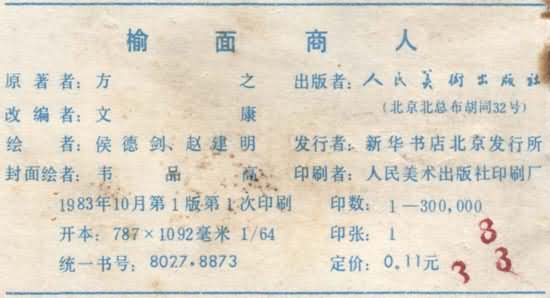 榆面商人
原著者：方之 出版者：人民美術出版社
（北京北总布胡同32号）
改编者：文康
绘者：侯德剑、赵建明 发行者：新华书店北京发行所
封面绘者：韦品高 印刷者：人民美术出版社印刷厂
1983年10月第1版第1次印刷 印数：1—300,000
开本：787×1092毫米 1/64 印张：1
统一书号：8027·8873 定价：0.11元
3 3 8